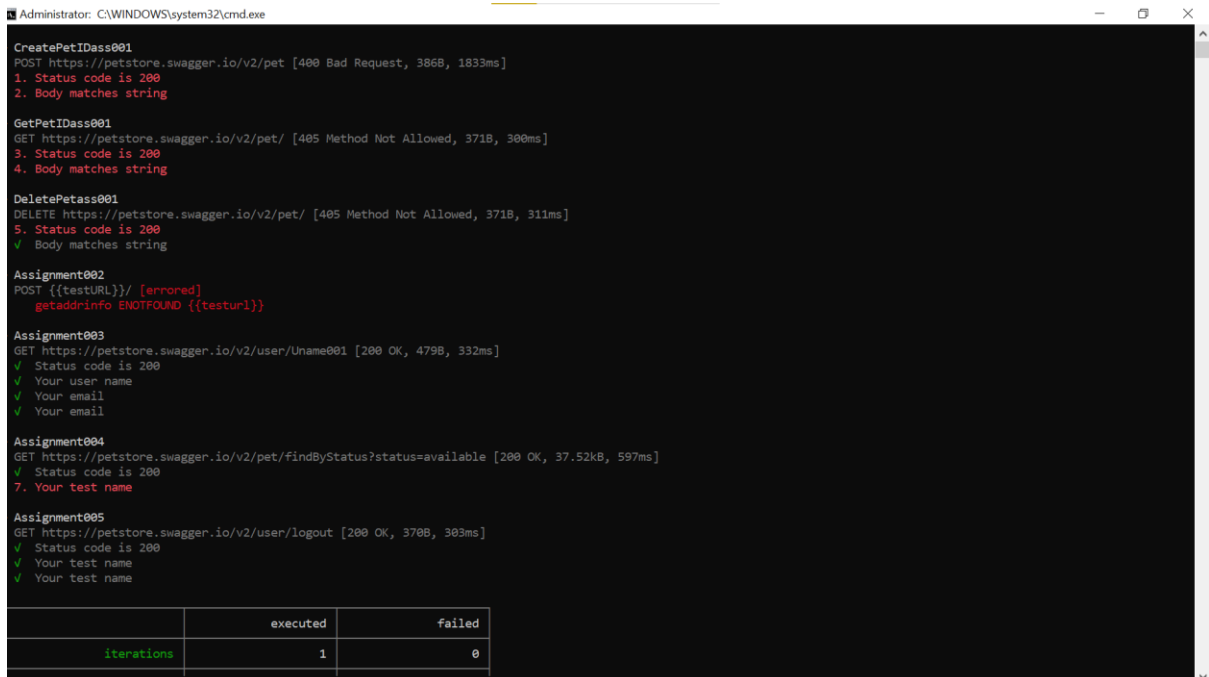 Administrator: C:\WINDOWS\system32\cmd.exe
CreatePetIDass001
POST https://petstore.swagger.io/v2/pet [400 Bad Request, 386B, 1833ms]
1. Status code is 200
2. Body matches string
GetPetIDass001
GET https://petstore.swagger.io/v2/pet/ [405 Method Not Allowed, 371B, 300ms]
3. Status code is 200
4. Body matches string
DeletePetass001
DELETE https://petstore.swagger.io/v2/pet/ [405 Method Not Allowed, 371B, 311ms]
5. Status code is 200
√ Body matches string
Assignment002
POST {{testURL}}/ [errored]
getaddrinfo ENOTFOUND {{testurl}}
Assignment003
GET https://petstore.swagger.io/v2/user/Uname001 [200 OK, 479B, 332ms]
√ Status code is 200
√ Your user name
√ Your email
√ Your email
Assignment004
GET https://petstore.swagger.io/v2/pet/findByStatus?status=available [200 OK, 37.52kB, 597ms]
√ Status code is 200
7. Your test name
Assignment005
GET https://petstore.swagger.io/v2/user/logout [200 OK, 370B, 303ms]
√ Status code is 200
√ Your test name
√ Your test name
executed failed
iterations 1 0